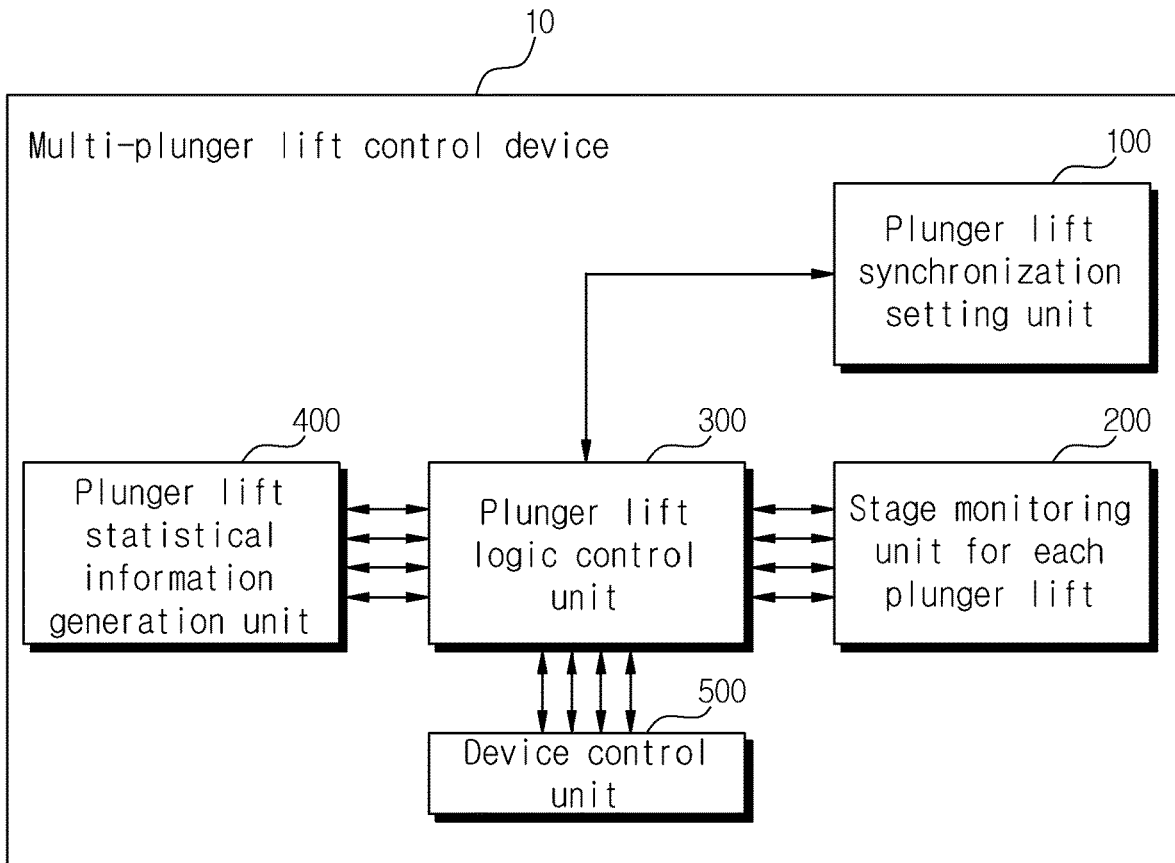 10
Multi-plunger lift control device
100
Plunger lift
synchronization
setting unit
400
Plunger lift
statistical
information
generation unit
300
Plunger lift
logic control
unit
200
Stage monitoring
unit for each
plunger lift
500
Device control
unit